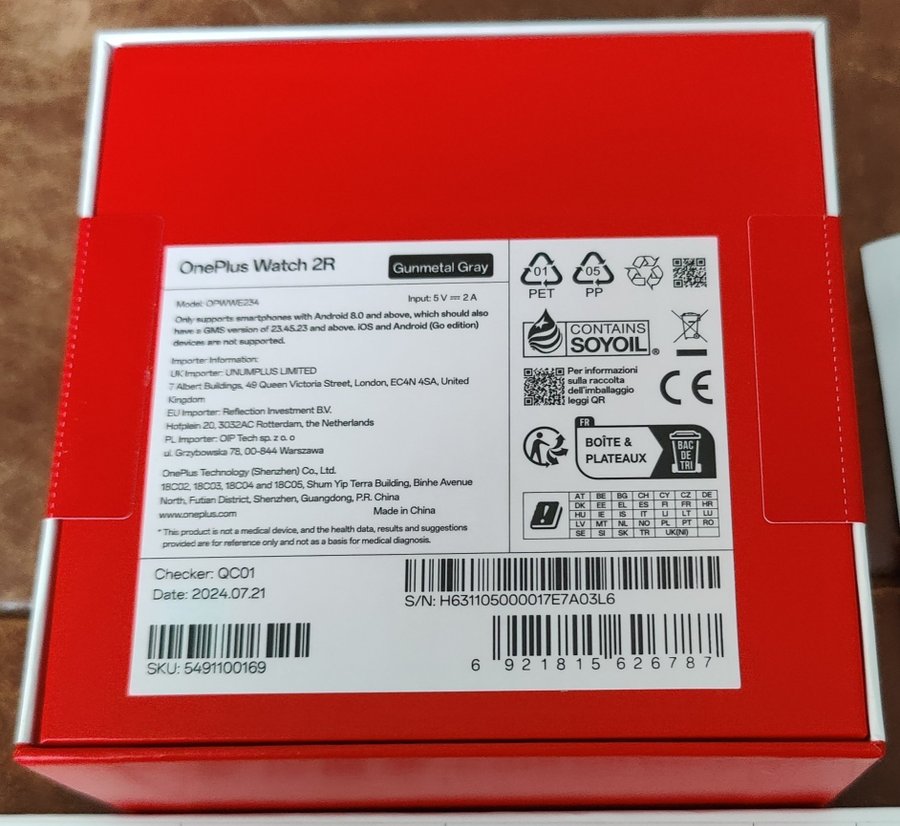 OnePlus Watch 2R
Gunmetal Gray
Model: OPWWE234
Input: 5 V ⎓ 2 A
Only supports smartphones with Android 8.0 and above, which should also
have a GMS version of 23.45.23 and above. iOS and Android (Go edition)
devices are not supported.
Importer Information:
UK Importer: UNUMPLUS LIMITED
7 Albert Buildings, 49 Queen Victoria Street, London, EC4N 4SA, United
Kingdom
EU Importer: Reflection Investment B.V.
Hofplein 20, 3032AC Rotterdam, the Netherlands
PL Importer: OIP Tech sp. z o. o
ul. Grzybowska 78, 00-844 Warszawa
OnePlus Technology (Shenzhen) Co., Ltd.
18C02, 18C03, 18C04 and 18C05, Shum Yip Terra Building, Binhe Avenue
North, Futian District, Shenzhen, Guangdong, P.R. China
www.oneplus.com
Made in China
* This product is not a medical device, and the health data, results and suggestions
provided are for reference only and not as a basis for medical diagnosis.
01
PET
05
PP
CONTAINS
SOYOIL®
Per informazioni
sulla raccolta
dell'imballaggio
leggi QR
CE
FR
BOÎTE &
PLATEAUX
BAC
DE
TRI
AT BE BG CH CY CZ DE
DK EE EL ES FI FR HR
HU IE IS IT LI LT LU
LV MT NL NO PL PT RO
SE SI SK TR UK(NI)
Checker: QC01
Date: 2024.07.21
S/N: H631105000017E7A03L6
SKU: 5491100169
6 921815 626787